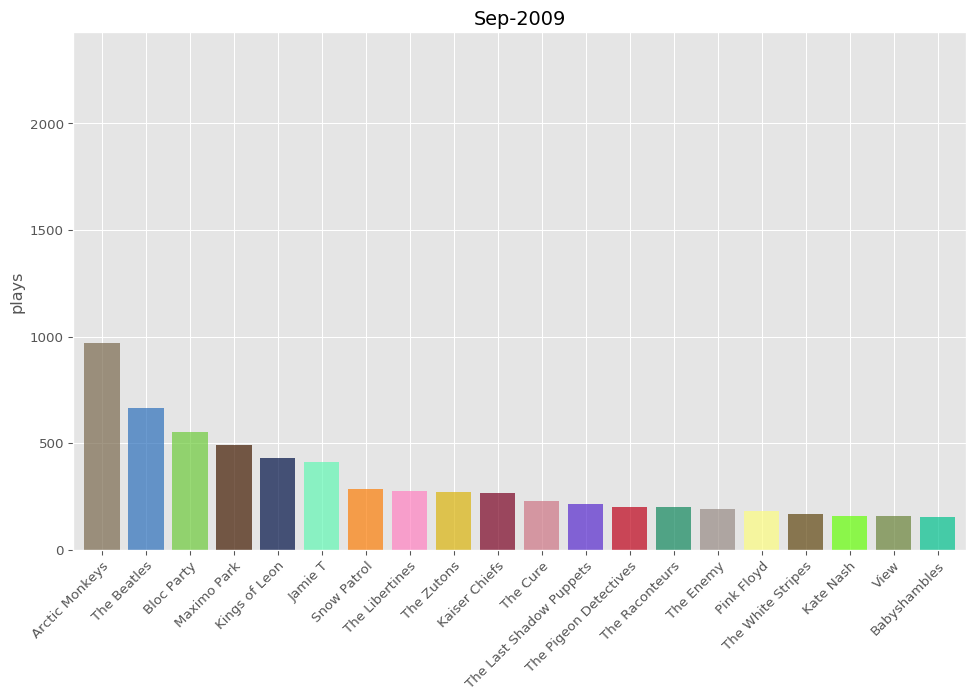 Sep-2009
2000
1500
1000
500
0
plays
Arctic Monkeys
The Beatles
Bloc Party
Maximo Park
Kings of Leon
Jamie T
Snow Patrol
The Libertines
The Zutons
Kaiser Chiefs
The Cure
The Last Shadow Puppets
The Pigeon Detectives
The Raconteurs
The Enemy
Pink Floyd
The White Stripes
Kate Nash
View
Babyshambles